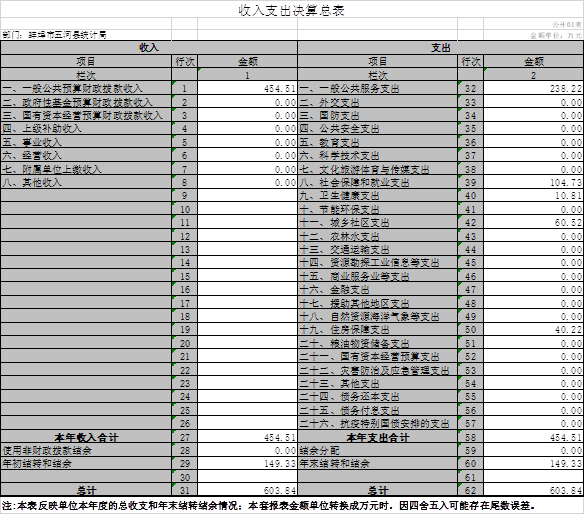 收入支出决算总表
公开01表
部门：蚌埠市五河县统计局 金额单位：万元
收入 支出
项目 行次 金额 项目 行次 金额
栏次 1 栏次 2
一、一般公共预算财政拨款收入 1 454.51 一、一般公共服务支出 32 238.22
二、政府性基金预算财政拨款收入 2 0.00 二、外交支出 33 0.00
三、国有资本经营预算财政拨款收入 3 0.00 三、国防支出 34 0.00
四、上级补助收入 4 0.00 四、公共安全支出 35 0.00
五、事业收入 5 0.00 五、教育支出 36 0.00
六、经营收入 6 0.00 六、科学技术支出 37 0.00
七、附属单位上缴收入 7 0.00 七、文化旅游体育与传媒支出 38 0.00
八、其他收入 8 0.00 八、社会保障和就业支出 39 104.73
9 九、卫生健康支出 40 10.81
10 十、节能环保支出 41 0.00
11 十一、城乡社区支出 42 60.52
12 十二、农林水支出 43 0.00
13 十三、交通运输支出 44 0.00
14 十四、资源勘探工业信息等支出 45 0.00
15 十五、商业服务业等支出 46 0.00
16 十六、金融支出 47 0.00
17 十七、援助其他地区支出 48 0.00
18 十八、自然资源海洋气象等支出 49 0.00
19 十九、住房保障支出 50 40.22
20 二十、粮油物资储备支出 51 0.00
21 二十一、国有资本经营预算支出 52 0.00
22 二十二、灾害防治及应急管理支出 53 0.00
23 二十三、其他支出 54 0.00
24 二十四、债务还本支出 55 0.00
25 二十五、债务付息支出 56 0.00
26 二十六、抗疫特别国债安排的支出 57 0.00
本年收入合计 27 454.51 本年支出合计 58 454.51
使用非财政拨款结余 28 0.00 结余分配 59 0.00
年初结转和结余 29 149.33 年末结转和结余 60 149.33
30 61
总计 31 603.84 总计 62 603.84
注:本表反映单位本年度的总收支和年末结转结余情况；本套报表金额单位转换成万元时，因四舍五入可能存在尾数误差。